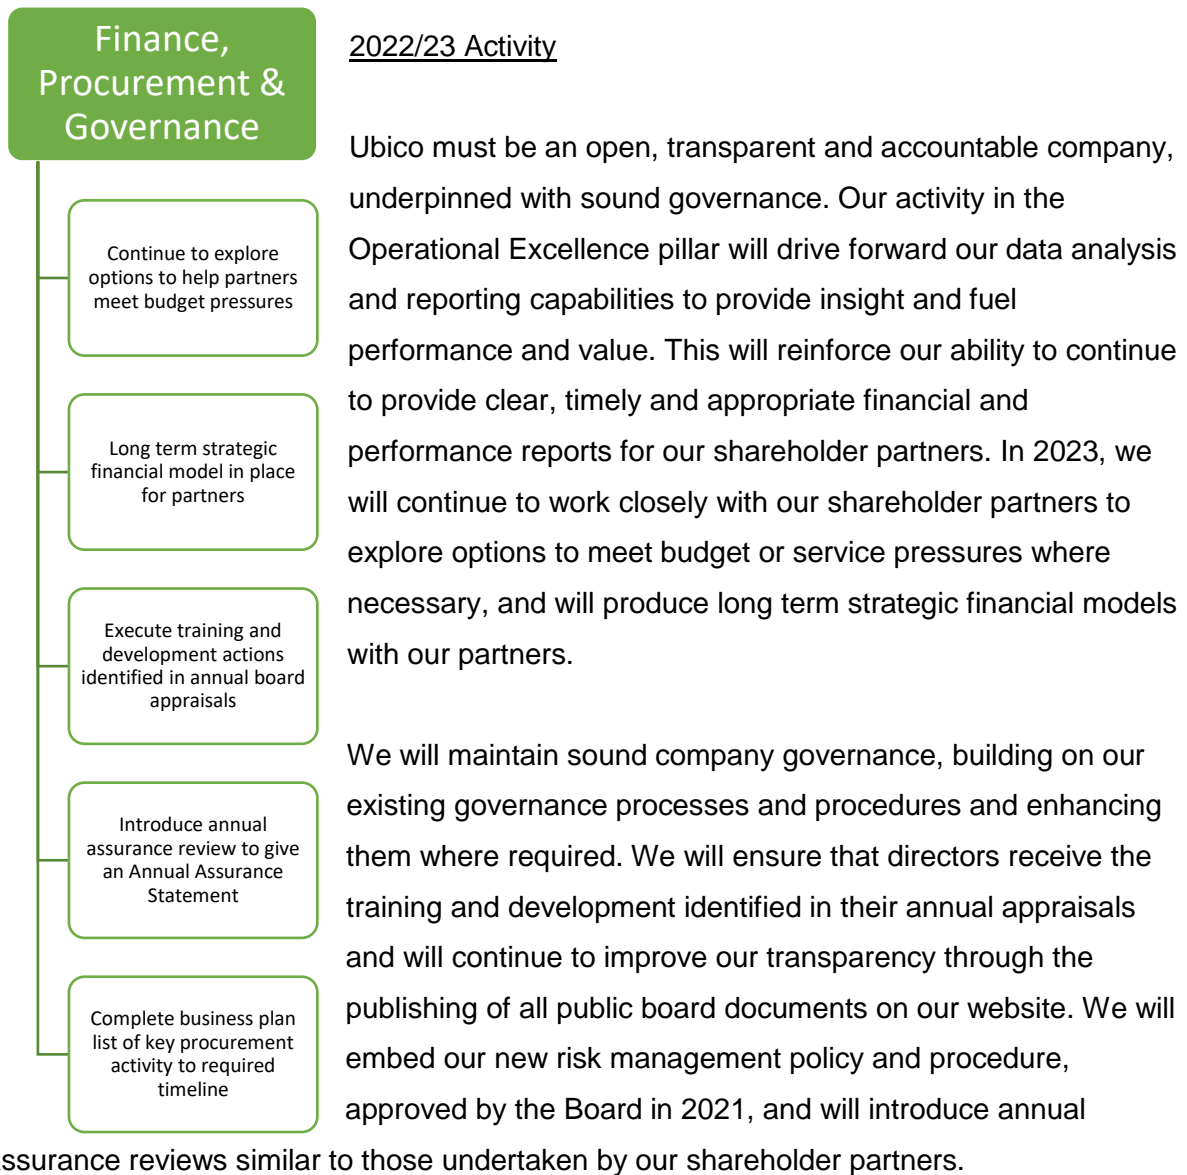 Finance,
Procurement &
Governance
Continue to explore
options to help partners
meet budget pressures
Long term strategic
financial model in place
for partners
Execute training and
development actions
identified in annual board
appraisals
Introduce annual
assurance review to give
an Annual Assurance
Statement
Complete business plan
list of key procurement
activity to required
timeline
2022/23 Activity
Ubico must be an open, transparent and accountable company,
underpinned with sound governance. Our activity in the
Operational Excellence pillar will drive forward our data analysis
and reporting capabilities to provide insight and fuel
performance and value. This will reinforce our ability to continue
to provide clear, timely and appropriate financial and
performance reports for our shareholder partners. In 2023, we
will continue to work closely with our shareholder partners to
explore options to meet budget or service pressures where
necessary, and will produce long term strategic financial models
with our partners.
We will maintain sound company governance, building on our
existing governance processes and procedures and enhancing
them where required. We will ensure that directors receive the
training and development identified in their annual appraisals
and will continue to improve our transparency through the
publishing of all public board documents on our website. We will
embed our new risk management policy and procedure,
approved by the Board in 2021, and will introduce annual
ssurance reviews similar to those undertaken by our shareholder partners.